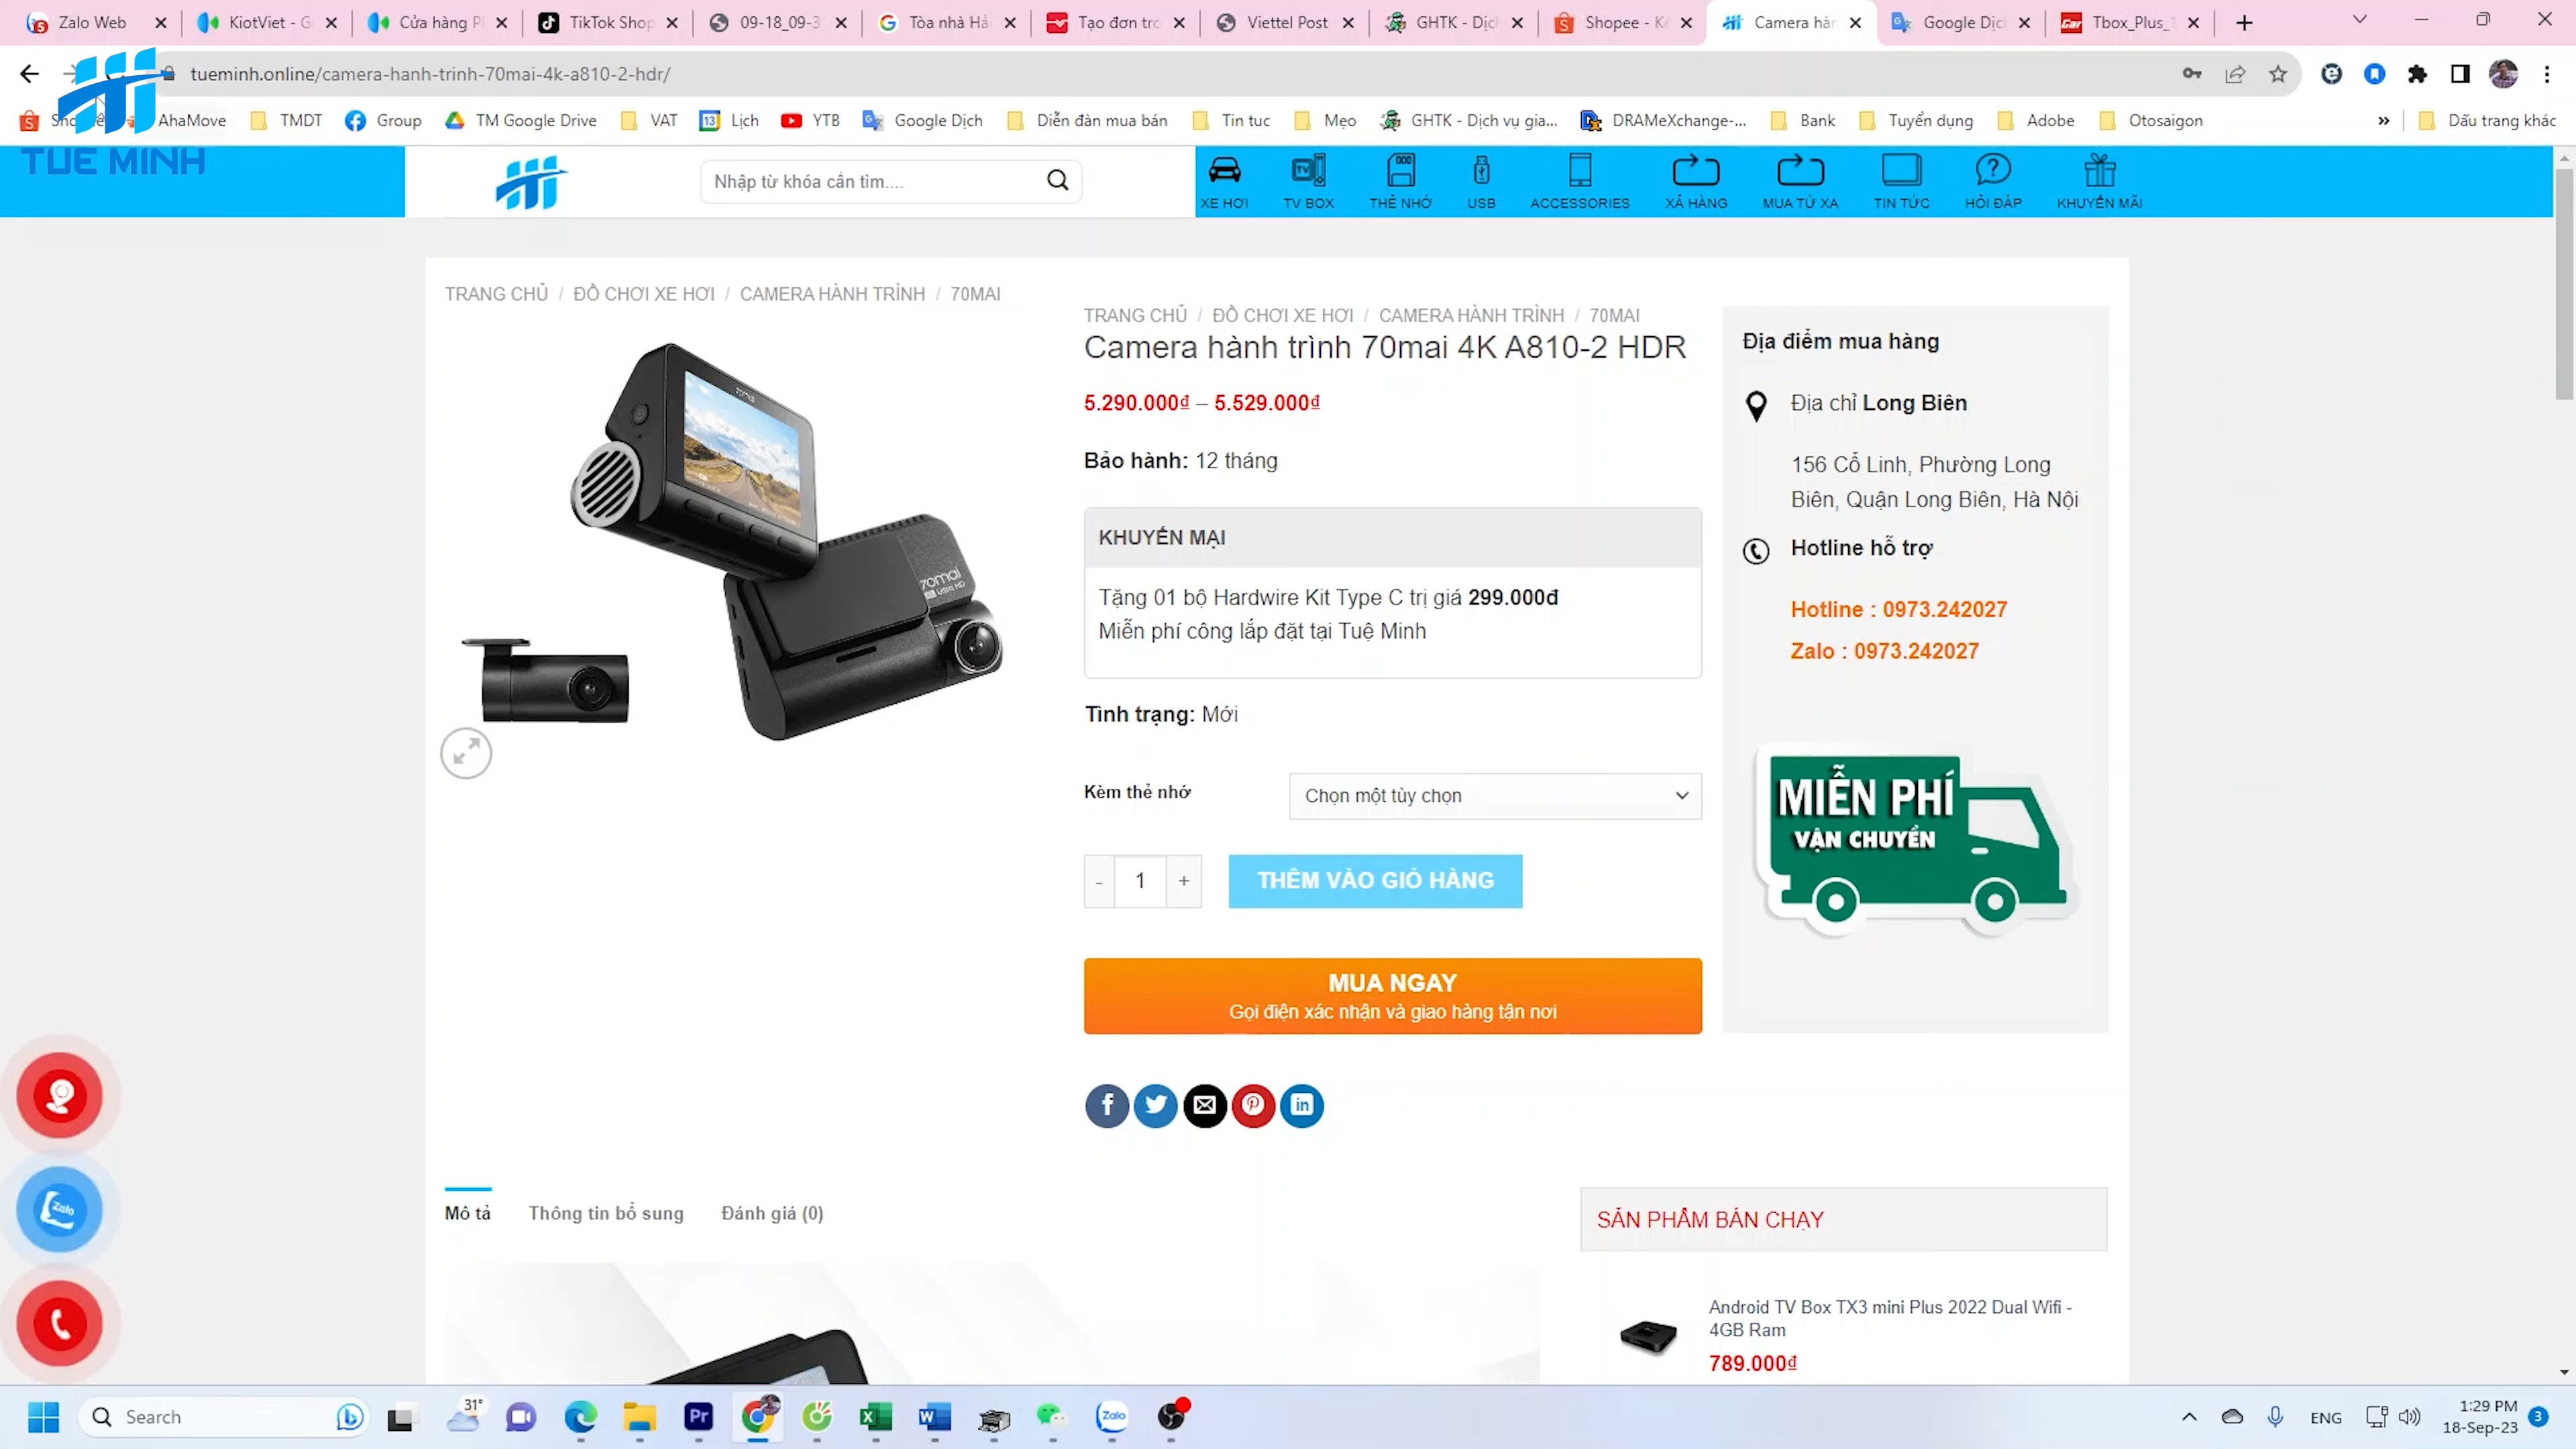 Zalo Web
KiotViet - G
Cửa hàng P
TikTok Shop
09-18_09-3
Tòa nhà Hả
Tạo đơn trc
Viettel Post
GHTK - Dịc
Shopee - Kê
Camera hàn
Google Dịc
Tbox_Plus_
tueminh.online/camera-hanh-trinh-70mai-4k-a810-2-hdr/
AhaMove
TMDT
Group
TM Google Drive
VAT
13
Lịch
YTB
Google Dịch
Diễn đàn mua bán
Tin tuc
Mẹo
GHTK - Dịch vụ gia...
DRAMeXchange-...
Bank
Tuyển dụng
Adobe
Otosaigon
»
Dấu trang khác
TUE MINH
Nhập từ khóa cần tìm....
XE HƠI
TV BOX
THẺ NHỚ
USB
ACCESSORIES
XẢ HÀNG
MUA TỪ XA
TIN TỨC
HỎI ĐÁP
KHUYẾN MÃI
TRANG CHỦ / ĐỒ CHƠI XE HƠI / CAMERA HÀNH TRÌNH / 70MAI
TRANG CHỦ / ĐỒ CHƠI XE HƠI / CAMERA HÀNH TRÌNH / 70MAI
Camera hành trình 70mai 4K A810-2 HDR
5.290.000₫ – 5.529.000₫
Bảo hành: 12 tháng
KHUYẾN MẠI
Tặng 01 bộ Hardwire Kit Type C trị giá 299.000đ
Miễn phí công lắp đặt tại Tuệ Minh
Tình trạng: Mới
Kèm thẻ nhớ
Chọn một tùy chọn
- 1 +
THÊM VÀO GIỎ HÀNG
MUA NGAY
Gọi điện xác nhận và giao hàng tận nơi
70mai
Địa điểm mua hàng
Địa chỉ Long Biên
156 Cổ Linh, Phường Long
Biên, Quận Long Biên, Hà Nội
Hotline hỗ trợ
Hotline : 0973.242027
Zalo : 0973.242027
MIỄN PHÍ
VẬN CHUYỂN
Zalo
Mô tả
Thông tin bổ sung
Đánh giá (0)
SẢN PHẨM BÁN CHẠY
Android TV Box TX3 mini Plus 2022 Dual Wifi -
4GB Ram
789.000₫
Search
31°
Pr
Zalo
ENG
1:29 PM
18-Sep-23
3